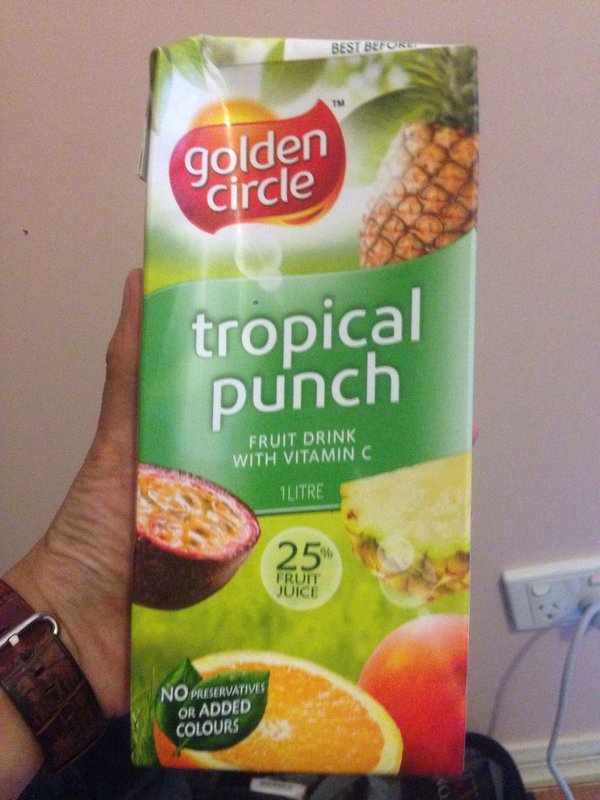 BEST BEFORE
golden
circle
TM
tropical
punch
FRUIT DRINK
WITH VITAMIN C
1 LITRE
25%
FRUIT
JUICE
NO PRESERVATIVES
OR ADDED
COLOURS